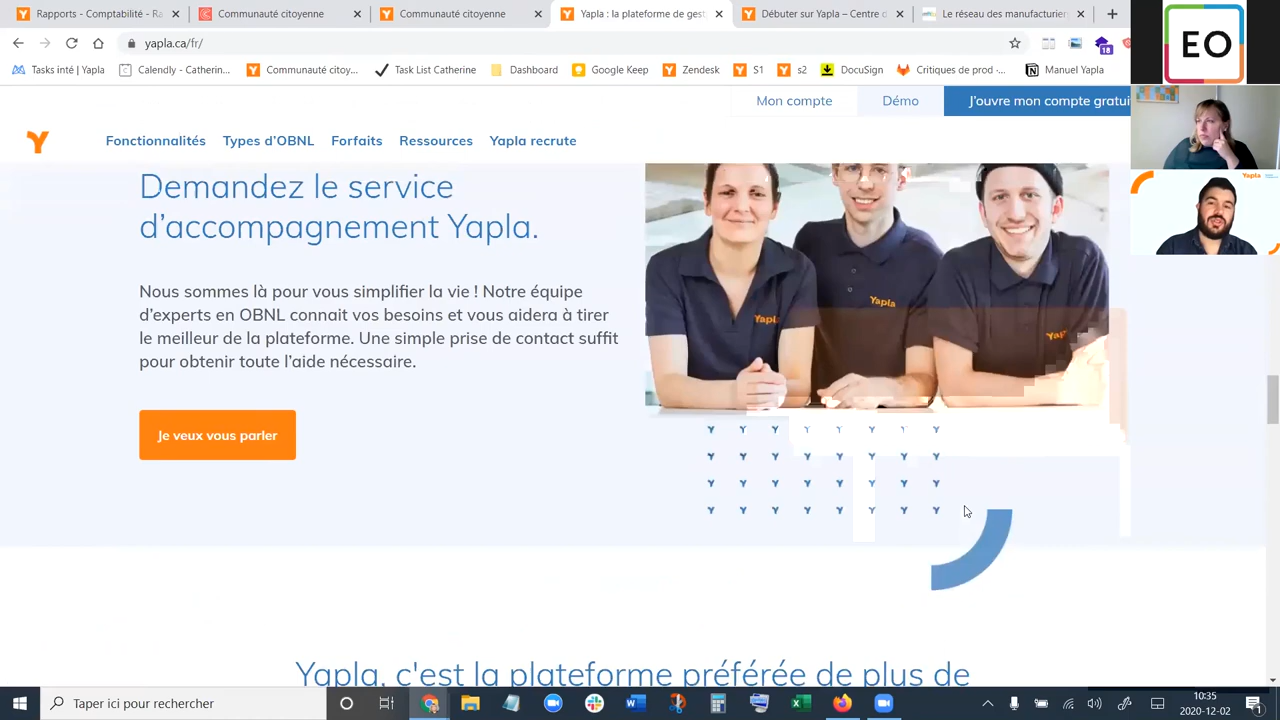 Rapports - Comptabilité - Ra
Communauté citoyenne
Communauté citoyenne
Yapla : la plateforme de gest
Débuter sur Yapla – Centre d
Le réseau des manufacturier
yapla.ca/fr/
18
Tasks inté | Yapla
Calendly - Catherin...
Communauté citoy...
Task List Catherine
Dashboard
Google Keep
Zendesk
S1
s2
DocuSign
Critiques de prod -...
Manuel Yapla
EO
Yapla
Mon compte
Démo
J'ouvre mon compte gratui
Fonctionnalités
Types d'OBNL
Forfaits
Ressources
Yapla recrute
Demandez le service
d'accompagnement Yapla.
Nous sommes là pour vous simplifier la vie ! Notre équipe
d'experts en OBNL connait vos besoins et vous aidera à tirer
le meilleur de la plateforme. Une simple prise de contact suffit
pour obtenir toute l'aide nécessaire.
Je veux vous parler
Yapla
Yapla
Yapla, c'est la plateforme préférée de plus de
Taper ici pour rechercher
10:35
2020-12-02
1